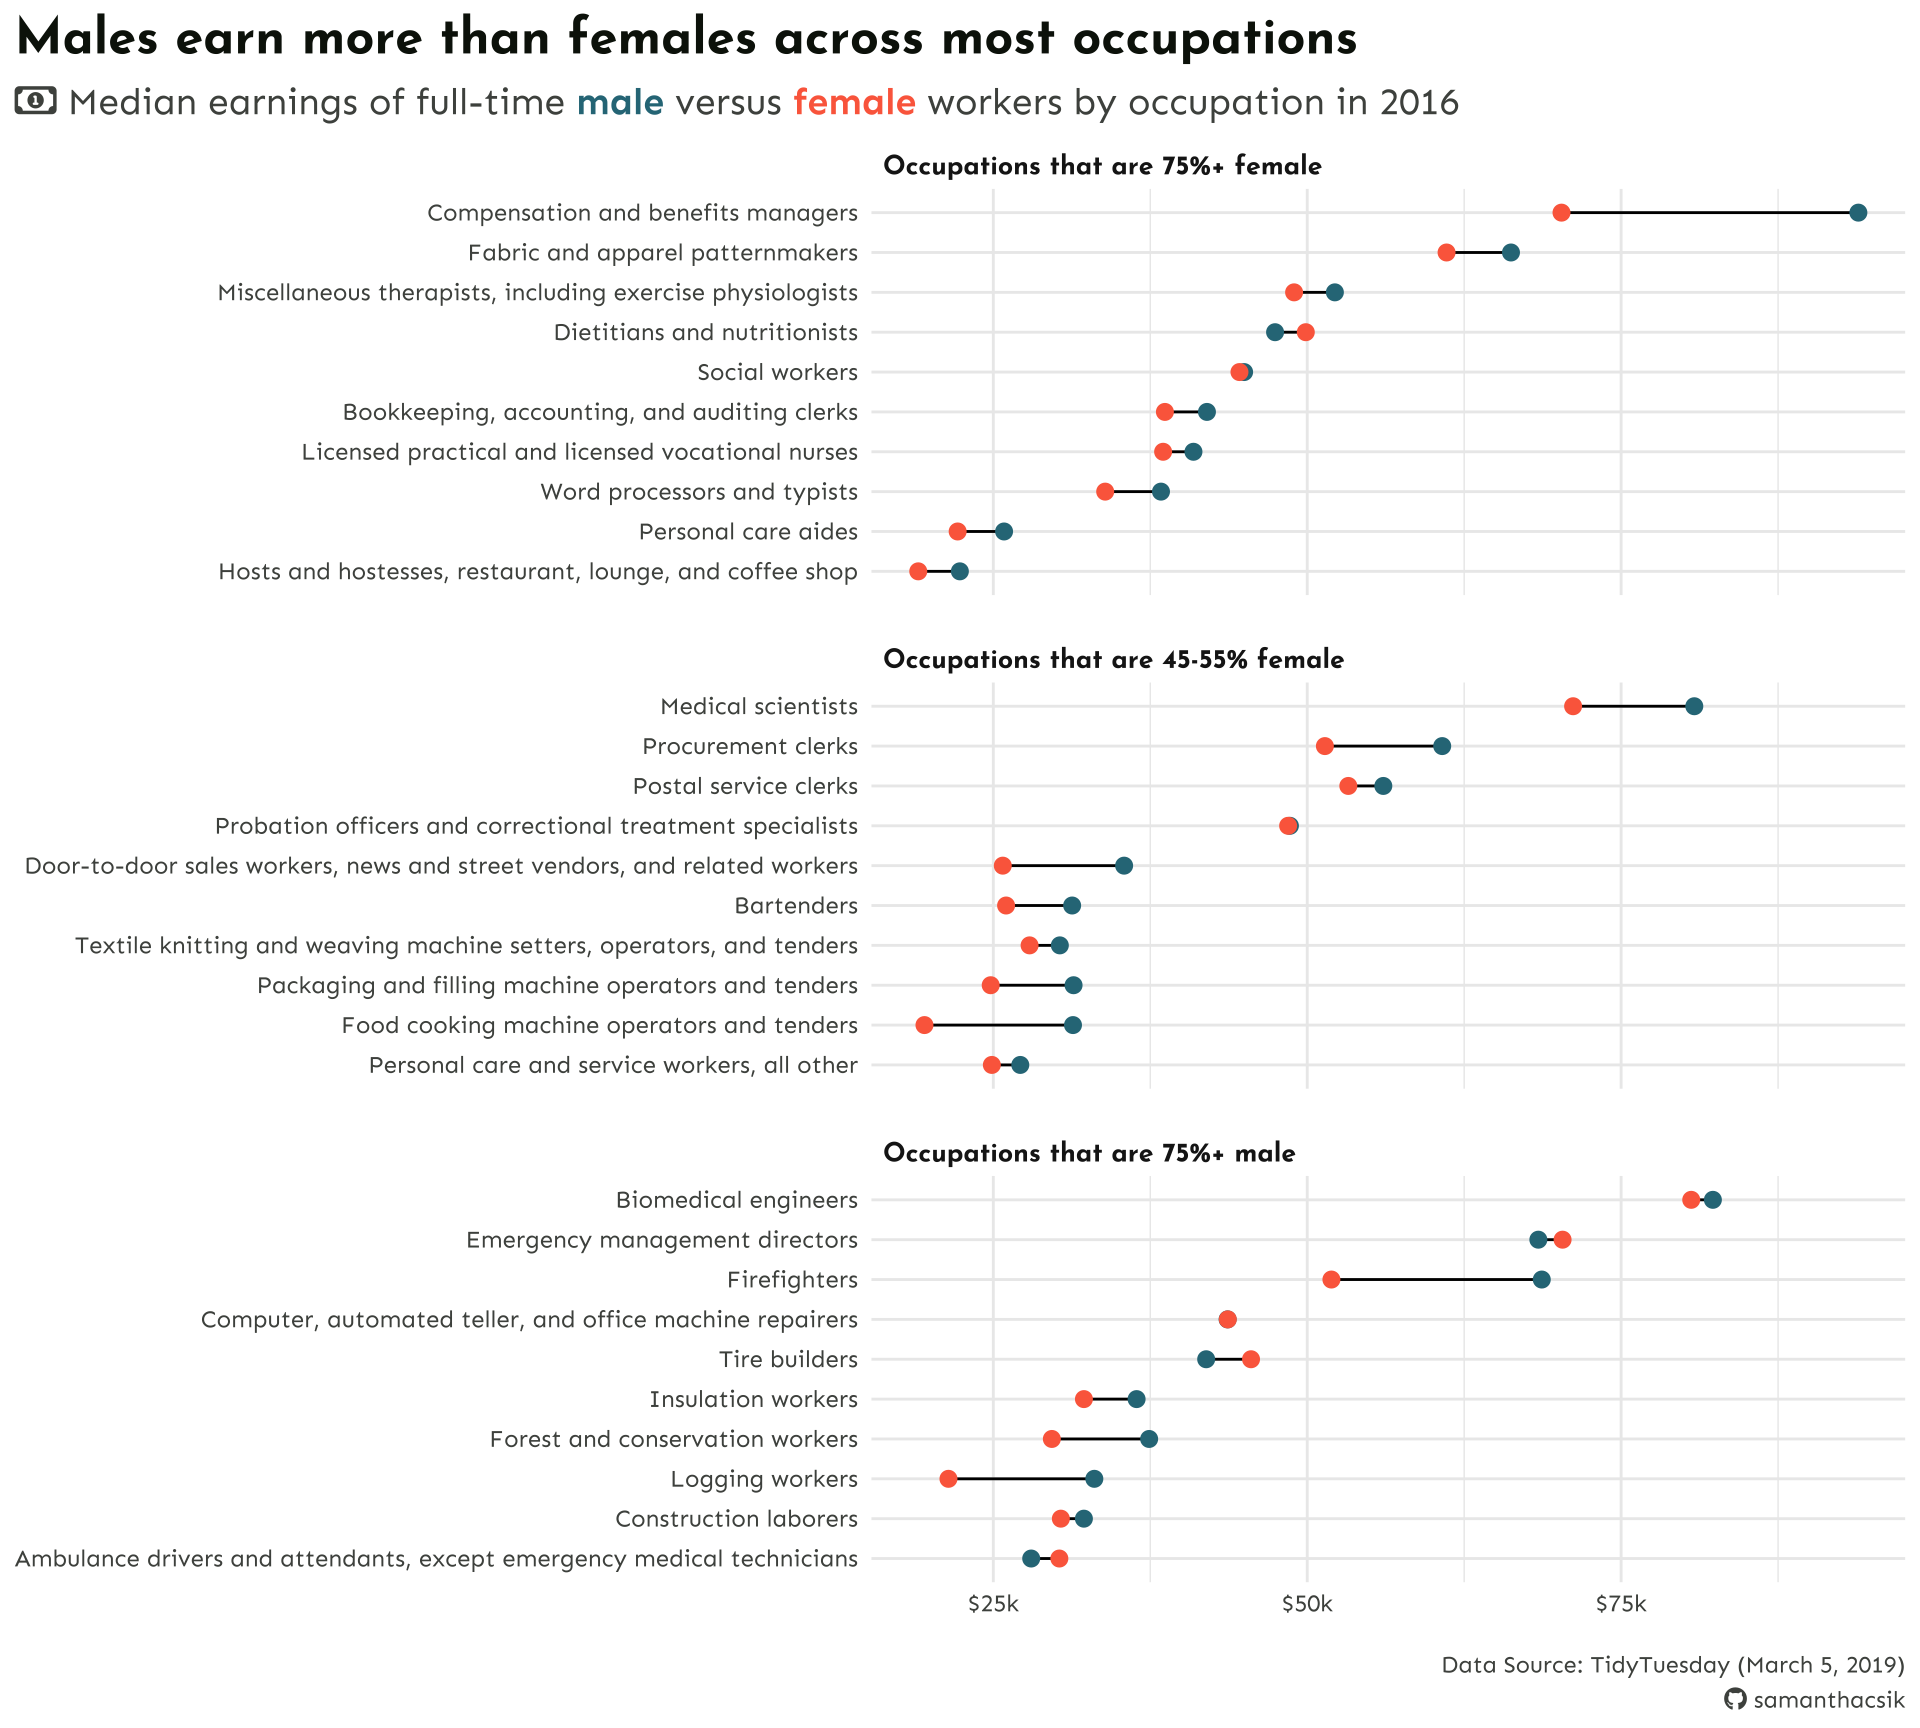 Males earn more than females across most occupations
Median earnings of full-time male versus female workers by occupation in 2016
Occupations that are 75%+ female
Compensation and benefits managers
Fabric and apparel patternmakers
Miscellaneous therapists, including exercise physiologists
Dietitians and nutritionists
Social workers
Bookkeeping, accounting, and auditing clerks
Licensed practical and licensed vocational nurses
Word processors and typists
Personal care aides
Hosts and hostesses, restaurant, lounge, and coffee shop
Occupations that are 45-55% female
Medical scientists
Procurement clerks
Postal service clerks
Probation officers and correctional treatment specialists
Door-to-door sales workers, news and street vendors, and related workers
Bartenders
Textile knitting and weaving machine setters, operators, and tenders
Packaging and filling machine operators and tenders
Food cooking machine operators and tenders
Personal care and service workers, all other
Occupations that are 75%+ male
Biomedical engineers
Emergency management directors
Firefighters
Computer, automated teller, and office machine repairers
Tire builders
Insulation workers
Forest and conservation workers
Logging workers
Construction laborers
Ambulance drivers and attendants, except emergency medical technicians
$25k $50k $75k
Data Source: TidyTuesday (March 5, 2019)
samanthacsik